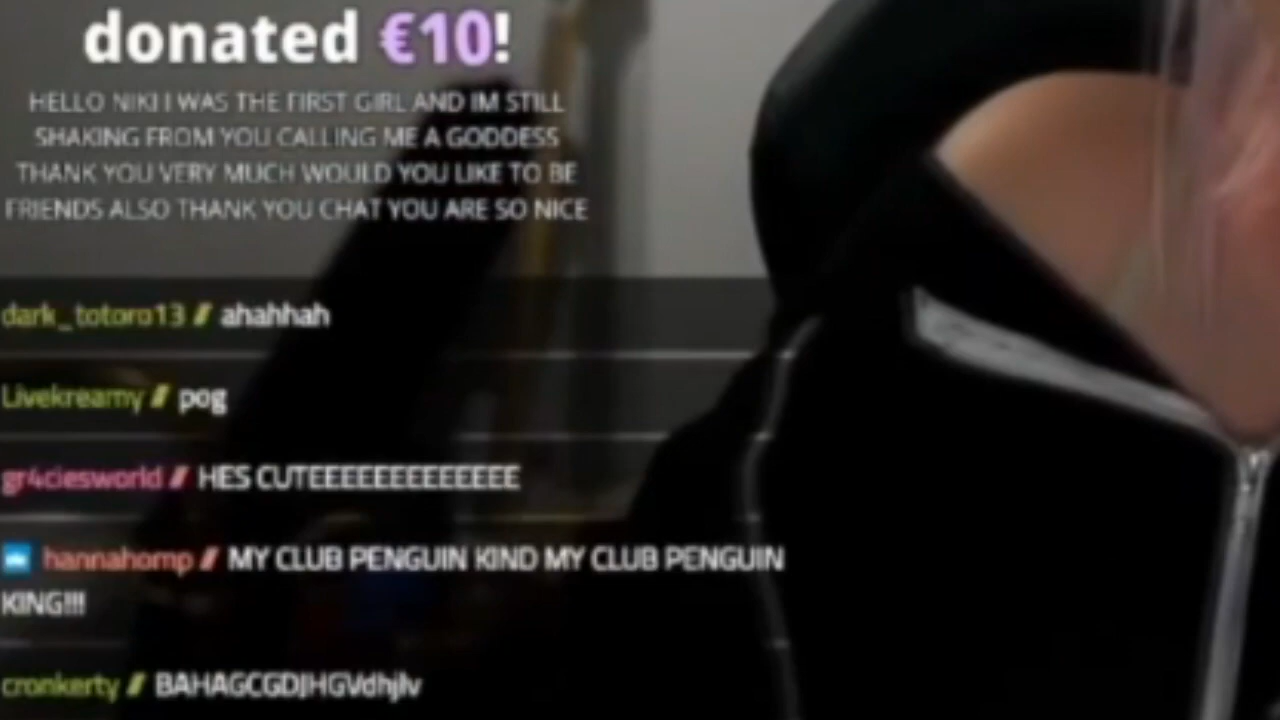 donated €10!
HELLO NIKI I WAS THE FIRST GIRL AND IM STILL
SHAKING FROM YOU CALLING ME A GODDESS
THANK YOU VERY MUCH WOULD YOU LIKE TO BE
FRIENDS ALSO THANK YOU CHAT YOU ARE SO NICE
dark_totoro13 // ahahhah
Livekreamy // pog
gr4ciesworld // HES CUTEEEEEEEEEEEEEE
hannahomp // MY CLUB PENGUIN KIND MY CLUB PENGUIN
KING!!!
cronkerty // BAHAGCGDJHGVdhjlv